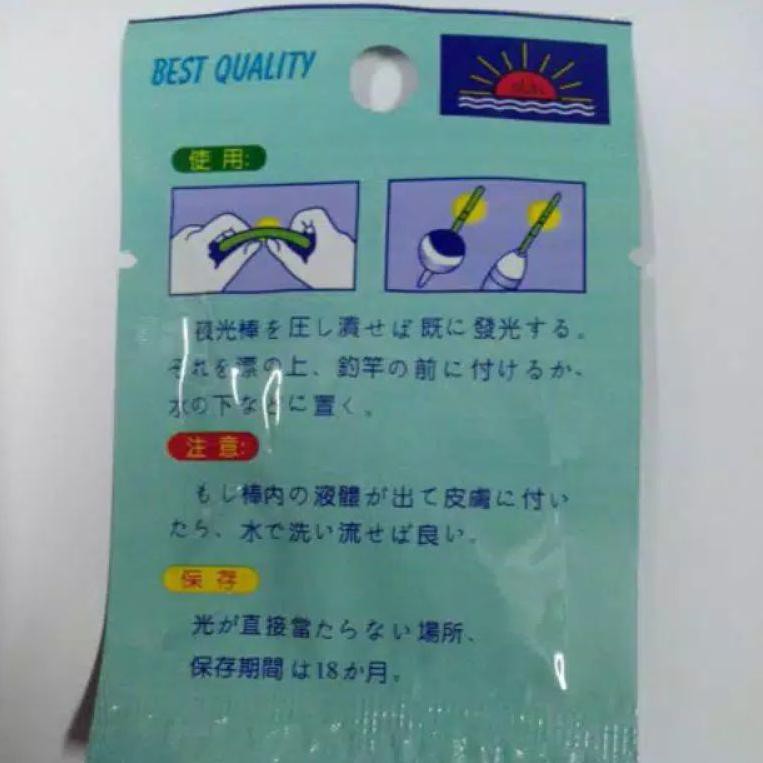 BEST QUALITY
使用:
夜光棒を圧し潰せば既に發光する。
それを漂の上、釣竿の前に付けるか、
水の下などに置く。
注意:
もし棒内の液體が出て皮膚に付い
たら、水で洗い流せば良い。
保存
光が直接當たらない場所、
保存期間は18か月。